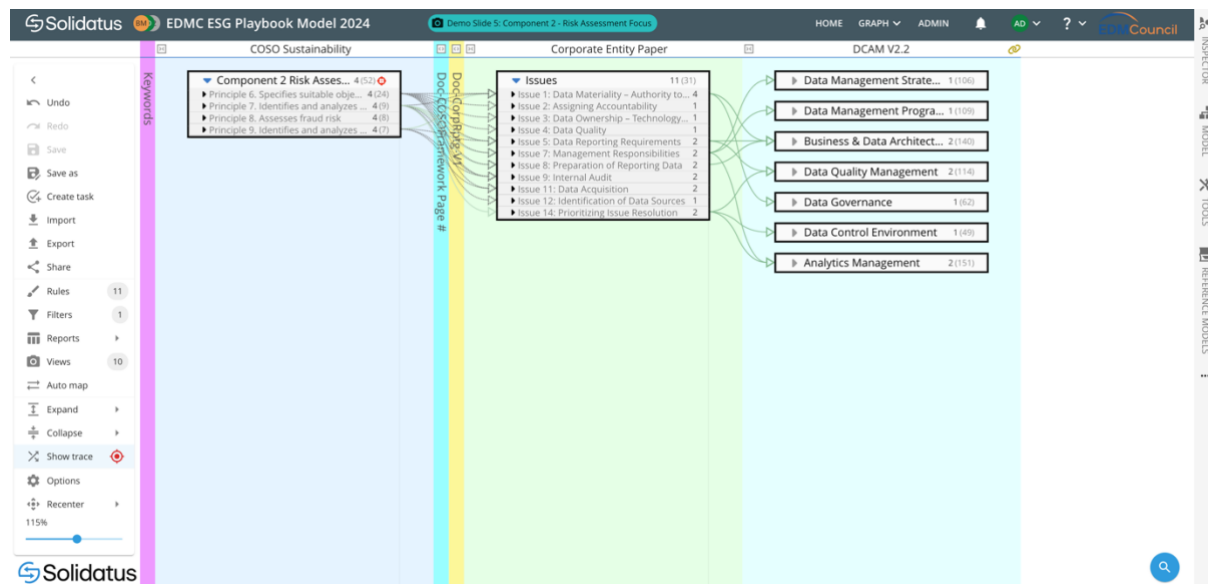 Solidatus BM EDMC ESG Playbook Model 2024
Demo Slide 5: Component 2 - Risk Assessment Focus
HOME GRAPH ADMIN AD ? EDMCouncil
COSO Sustainability
Corporate Entity Paper
DCAM V2.2
Undo
Redo
Save
Save as
Create task
Import
Export
Share
Rules 11
Filters 1
Reports
Views 10
Auto map
Expand
Collapse
Show trace
Options
Recenter
115%
Solidatus
Keywords
Component 2 Risk Asses... 4 (52)
Principle 6. Specifies suitable obje... 4 (24)
Principle 7. Identifies and analyzes ... 4 (9)
Principle 8. Assesses fraud risk 4 (8)
Principle 9. Identifies and analyzes ... 4 (7)
Doc-COSOFramework Page #
Doc-CorpRptg-V1
Issues 11 (31)
Issue 1: Data Materiality – Authority to... 4
Issue 2: Assigning Accountability 1
Issue 3: Data Ownership – Technology... 1
Issue 4: Data Quality 1
Issue 5: Data Reporting Requirements 2
Issue 7: Management Responsibilities 2
Issue 8: Preparation of Reporting Data 2
Issue 9: Internal Audit 2
Issue 11: Data Acquisition 2
Issue 12: Identification of Data Sources 1
Issue 14: Prioritizing Issue Resolution 2
Data Management Strate... 1 (106)
Data Management Progra... 1 (109)
Business & Data Architect... 2 (140)
Data Quality Management 2 (114)
Data Governance 1 (62)
Data Control Environment 1 (49)
Analytics Management 2 (151)
INSPECTOR
MODEL
TOOLS
REFERENCE MODELS